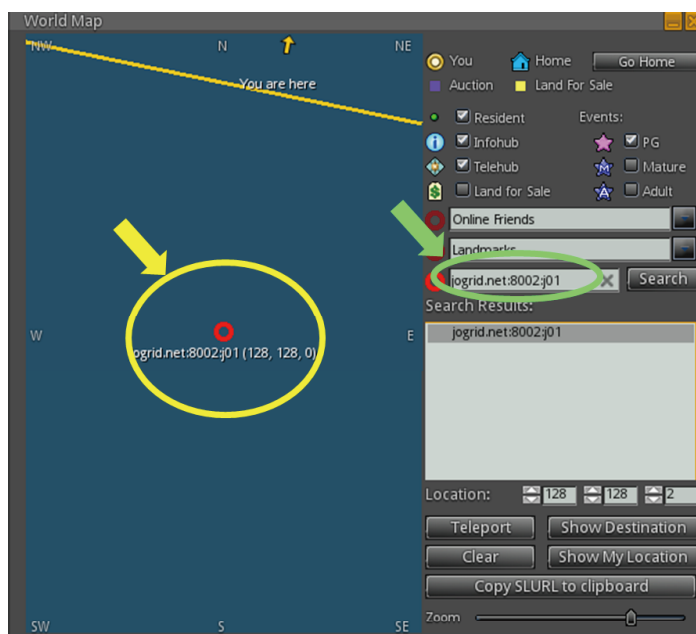 World Map
NW N NE
You are here
You Home Go Home
Auction Land For Sale
Resident Events:
Infohub PG
Telehub Mature
Land for Sale Adult
Online Friends
Landmarks
jogrid.net:8002:j01 Search
Search Results:
jogrid.net:8002:j01
W E
jogrid.net:8002:j01 (128, 128, 0)
Location: 128 128 2
Teleport Show Destination
Clear Show My Location
Copy SLURL to clipboard
Zoom
SW S SE